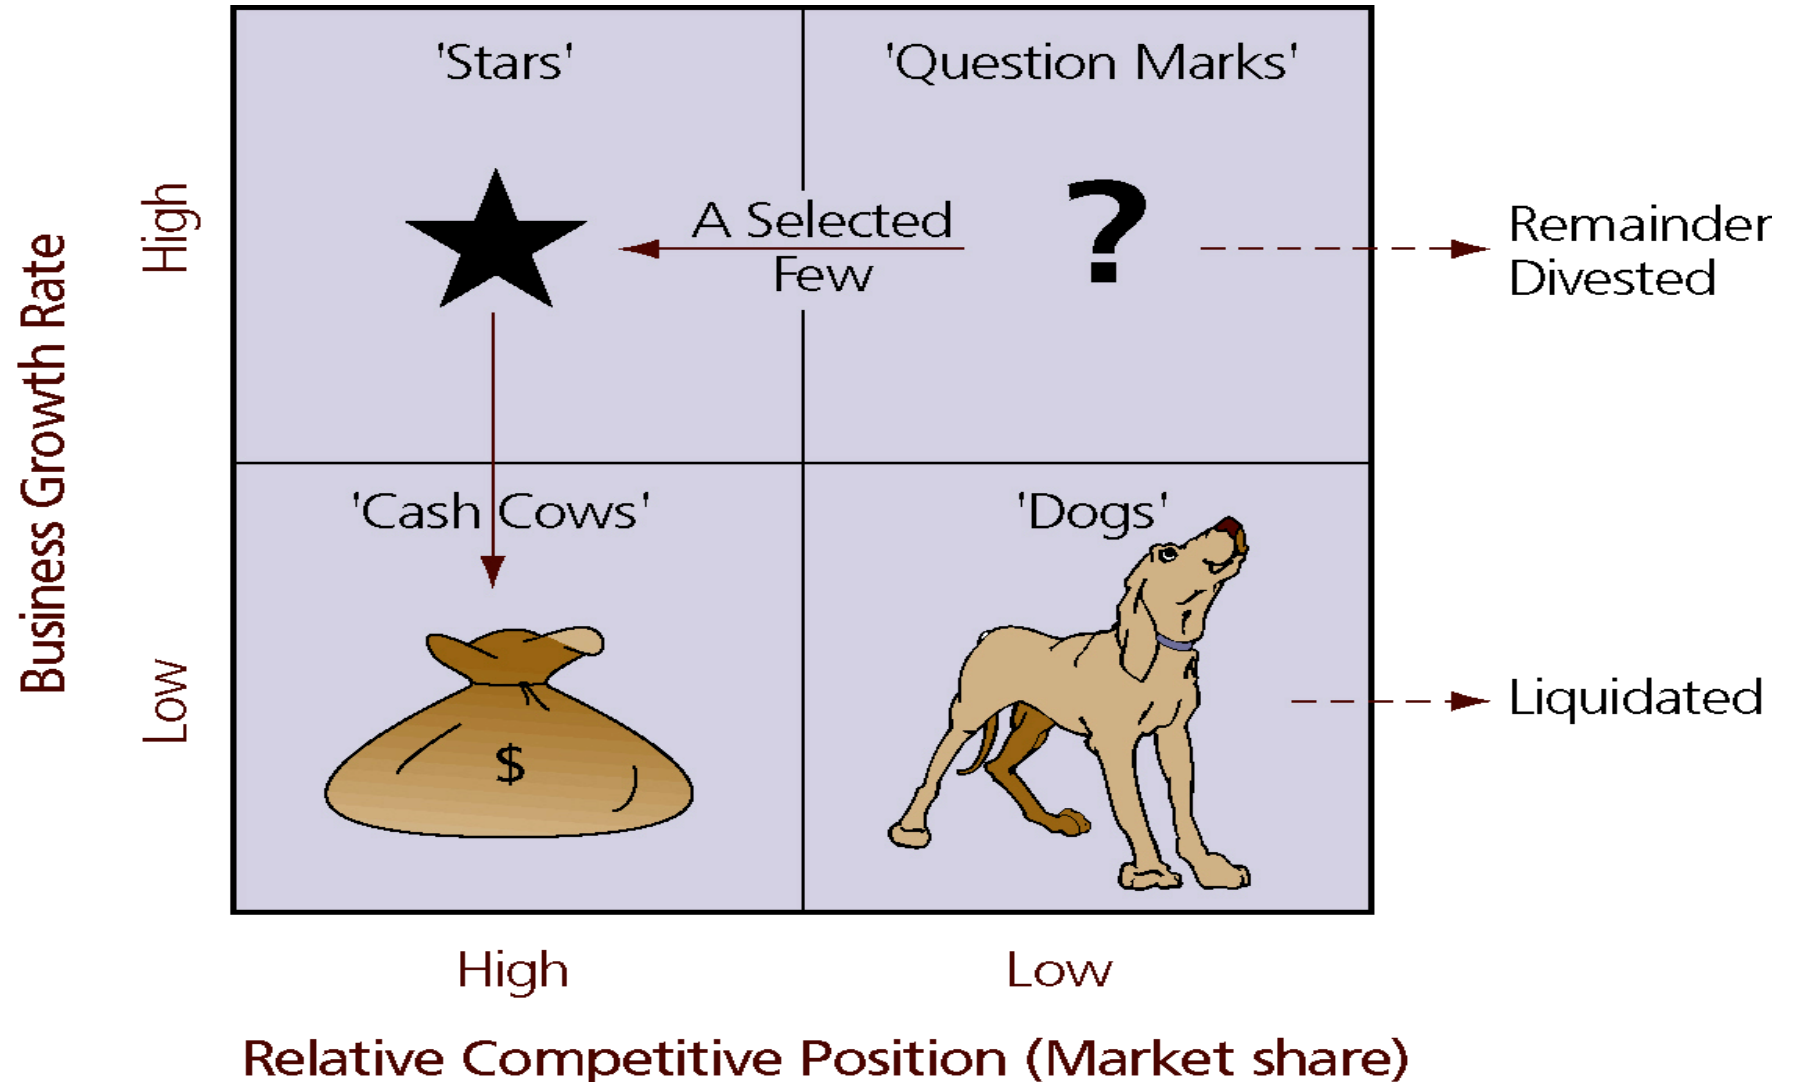 'Stars'
'Question Marks'
Business Growth Rate
High
A Selected
Few
?
Remainder
Divested
'Cash Cows'
'Dogs'
Low
$
Liquidated
High
Low
Relative Competitive Position (Market share)